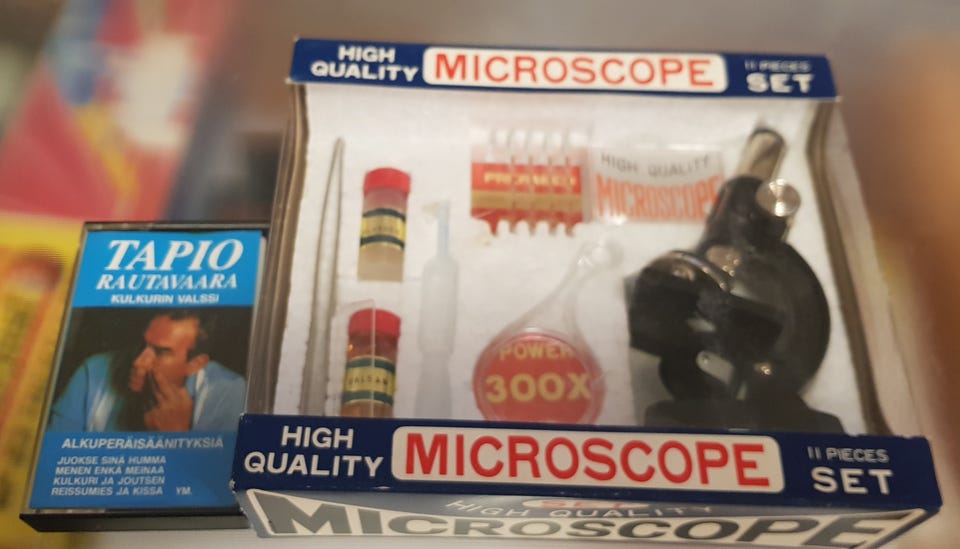 HIGH
QUALITY
MICROSCOPE
11 PIECES
SET
HIGH QUALITY
MICROSCOPE
BALSAM
POWER
300X
TAPIO
RAUTAVAARA
KULKURIN VALSSI
ALKUPERÄISÄÄNITYKSIÄ
JUOKSE SINÄ HUMMA
MENEN ENKÄ MEINAA
KULKURI JA JOUTSEN
REISSUMIES JA KISSA YM.
HIGH
QUALITY
MICROSCOPE
11 PIECES
SET
HIGH QUALITY
MICROSCOPE